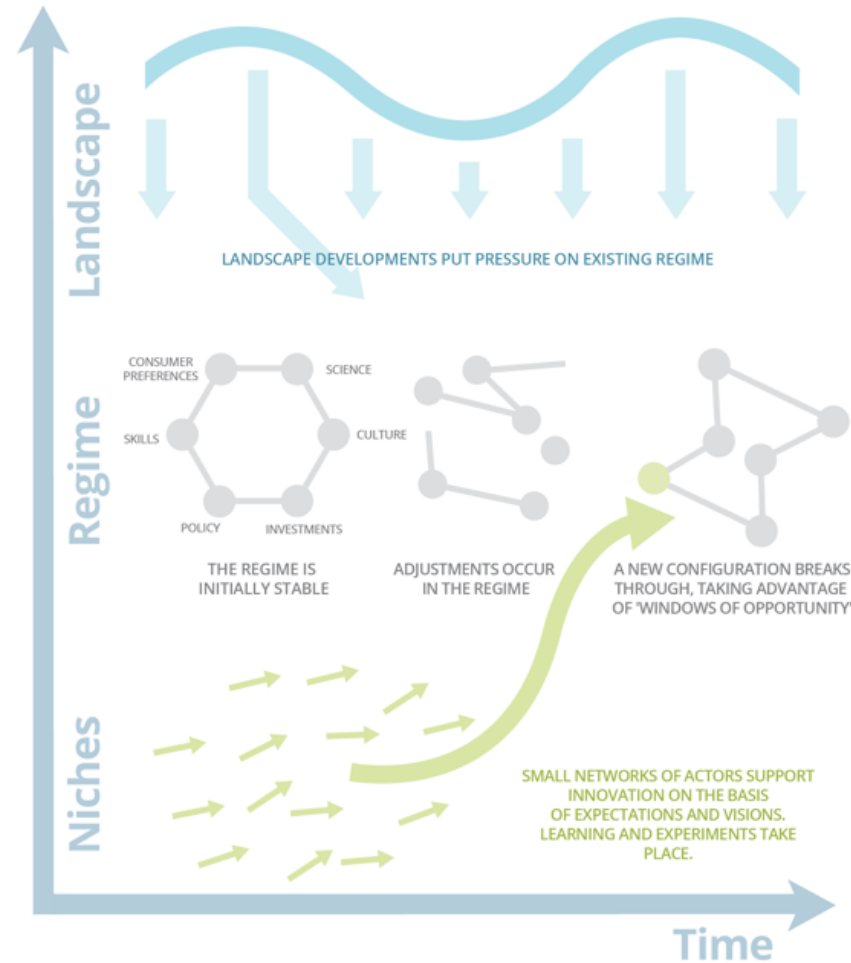 Landscape
LANDSCAPE DEVELOPMENTS PUT PRESSURE ON EXISTING REGIME
Regime
CONSUMER
PREFERENCES
SCIENCE
SKILLS
CULTURE
POLICY
INVESTMENTS
THE REGIME IS
INITIALLY STABLE
ADJUSTMENTS OCCUR
IN THE REGIME
A NEW CONFIGURATION BREAKS
THROUGH, TAKING ADVANTAGE
OF 'WINDOWS OF OPPORTUNITY'
Niches
SMALL NETWORKS OF ACTORS SUPPORT
INNOVATION ON THE BASIS
OF EXPECTATIONS AND VISIONS.
LEARNING AND EXPERIMENTS TAKE
PLACE.
Time